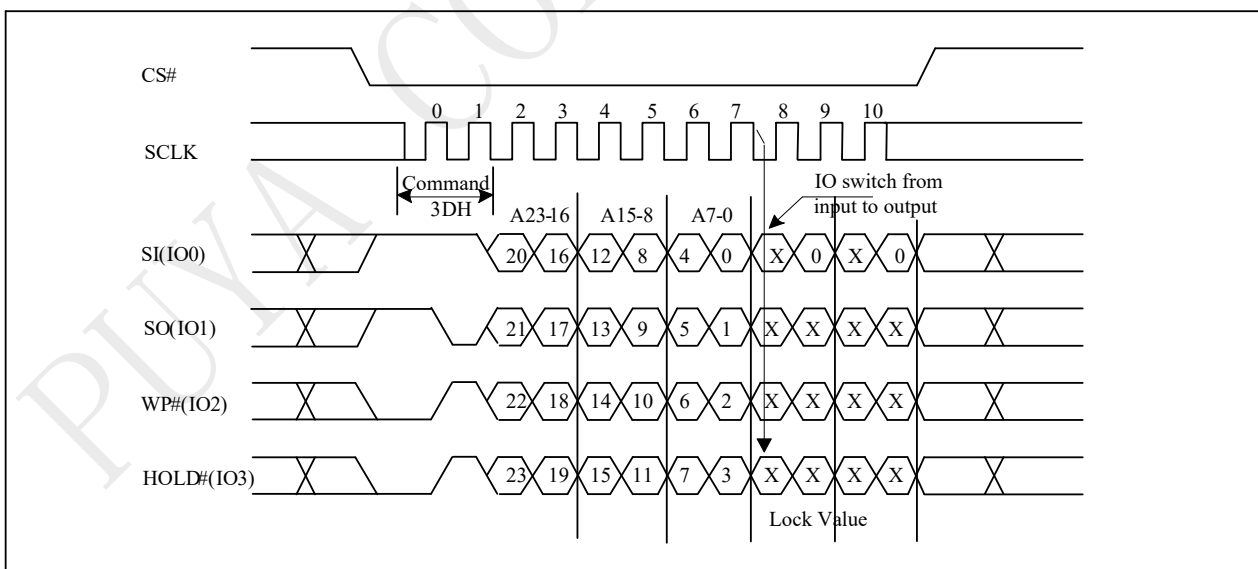 PUYA CO
CS#
0 1 2 3 4 5 6 7 8 9 10
SCLK
Command
3DH
IO switch from
input to output
A23-16 A15-8 A7-0
SI(IO0) 20 16 12 8 4 0 X 0 X 0
SO(IO1) 21 17 13 9 5 1 X X X X
WP#(IO2) 22 18 14 10 6 2 X X X X
HOLD#(IO3) 23 19 15 11 7 3 X X X X
Lock Value